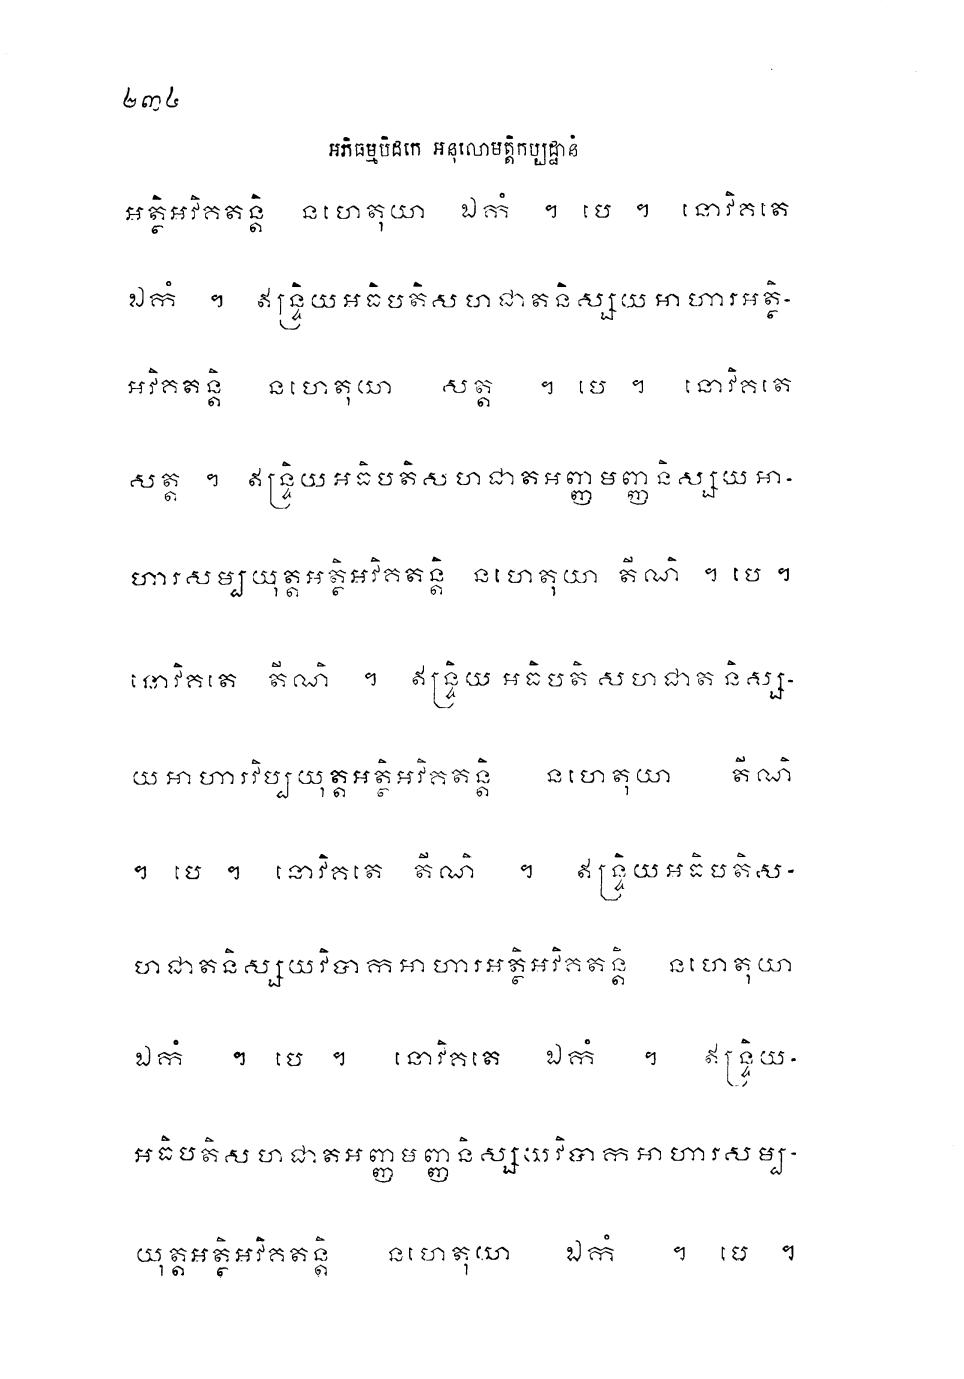 ២៣៤
អភិធម្មបិដកេ អនុលោមត្តិកប្បដ្ឋានំ
អត្ថិអវិគតន្តិ នហេតុយា ឯកំ ។ បេ ។ នោវិគតេ
ឯកំ ។ ឥន្ទ្រិយអធិបតិសហជាតនិស្សយអាហារអត្ថិ-
អវិគតន្តិ នហេតុយា សត្ត ។ បេ ។ នោវិគតេ
សត្ត ។ ឥន្ទ្រិយអធិបតិសហជាតអញ្ញមញ្ញនិស្សយអា-
ហារសម្បយុត្តអត្ថិអវិគតន្តិ នហេតុយា តីណិ ។ បេ ។
នោវិគតេ តីណិ ។ ឥន្ទ្រិយអធិបតិសហជាតនិស្ស-
យអាហារវិប្បយុត្តអត្ថិអវិគតន្តិ នហេតុយា តីណិ
។ បេ ។ នោវិគតេ តីណិ ។ ឥន្ទ្រិយអធិបតិស-
ហជាតនិស្សយវិបាកអាហារអត្ថិអវិគតន្តិ នហេតុយា
ឯកំ ។ បេ ។ នោវិគតេ ឯកំ ។ ឥន្ទ្រិយ-
អធិបតិសហជាតអញ្ញមញ្ញនិស្សយវិបាកអាហារសម្ប-
យុត្តអត្ថិអវិគតន្តិ នហេតុយា ឯកំ ។ បេ ។